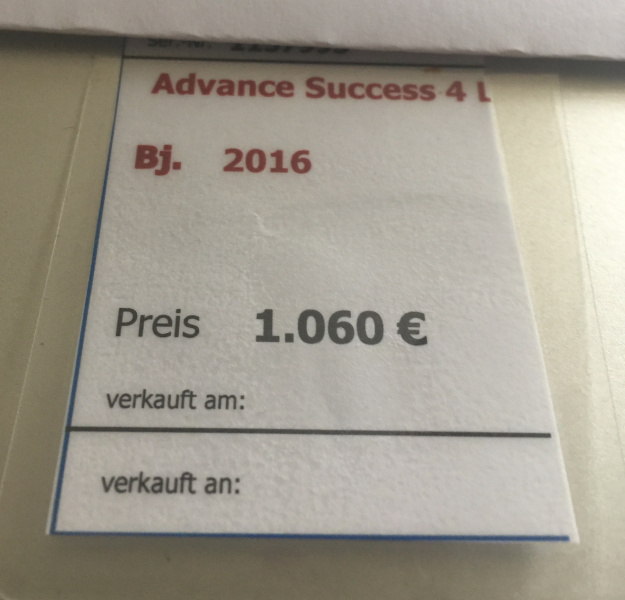 Advance Success 4 L
Bj. 2016
Preis 1.060 €
verkauft am:
verkauft an: